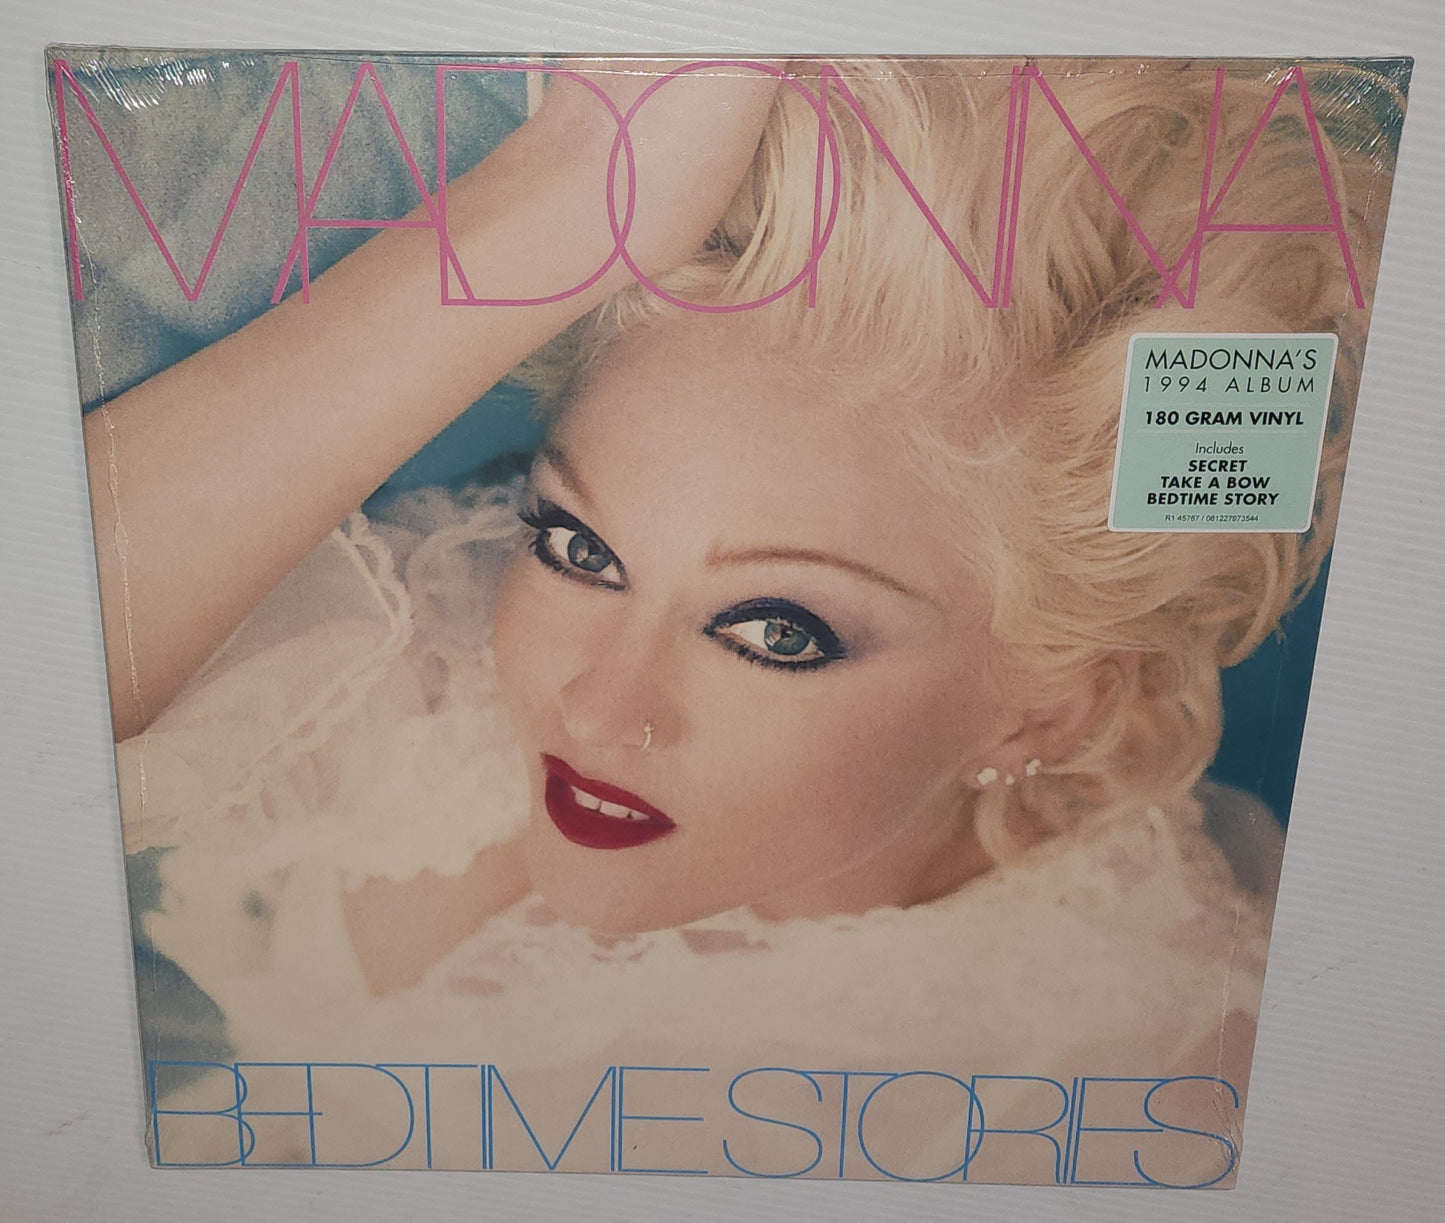 MADONNA
MADONNA'S
1994 ALBUM
180 GRAM VINYL
Includes
SECRET
TAKE A BOW
BEDTIME STORY
R1 45767 / 081227973544
BEDTIME STORIES